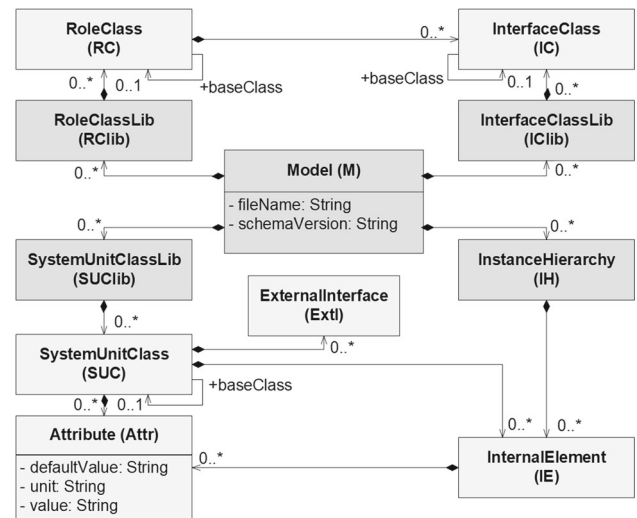 RoleClass
(RC)
0..*
InterfaceClass
(IC)
0..*
0..1
+baseClass
+baseClass
0..1
0..*
RoleClassLib
(RClib)
InterfaceClassLib
(IClib)
0..*
Model (M)
0..*
- fileName: String
- schemaVersion: String
0..*
0..*
SystemUnitClassLib
(SUClib)
InstanceHierarchy
(IH)
ExternalInterface
(ExtI)
0..*
SystemUnitClass
(SUC)
0..*
+baseClass
0..*
0..1
Attribute (Attr)
0..*
0..*
- defaultValue: String
- unit: String
- value: String
0..*
InternalElement
(IE)